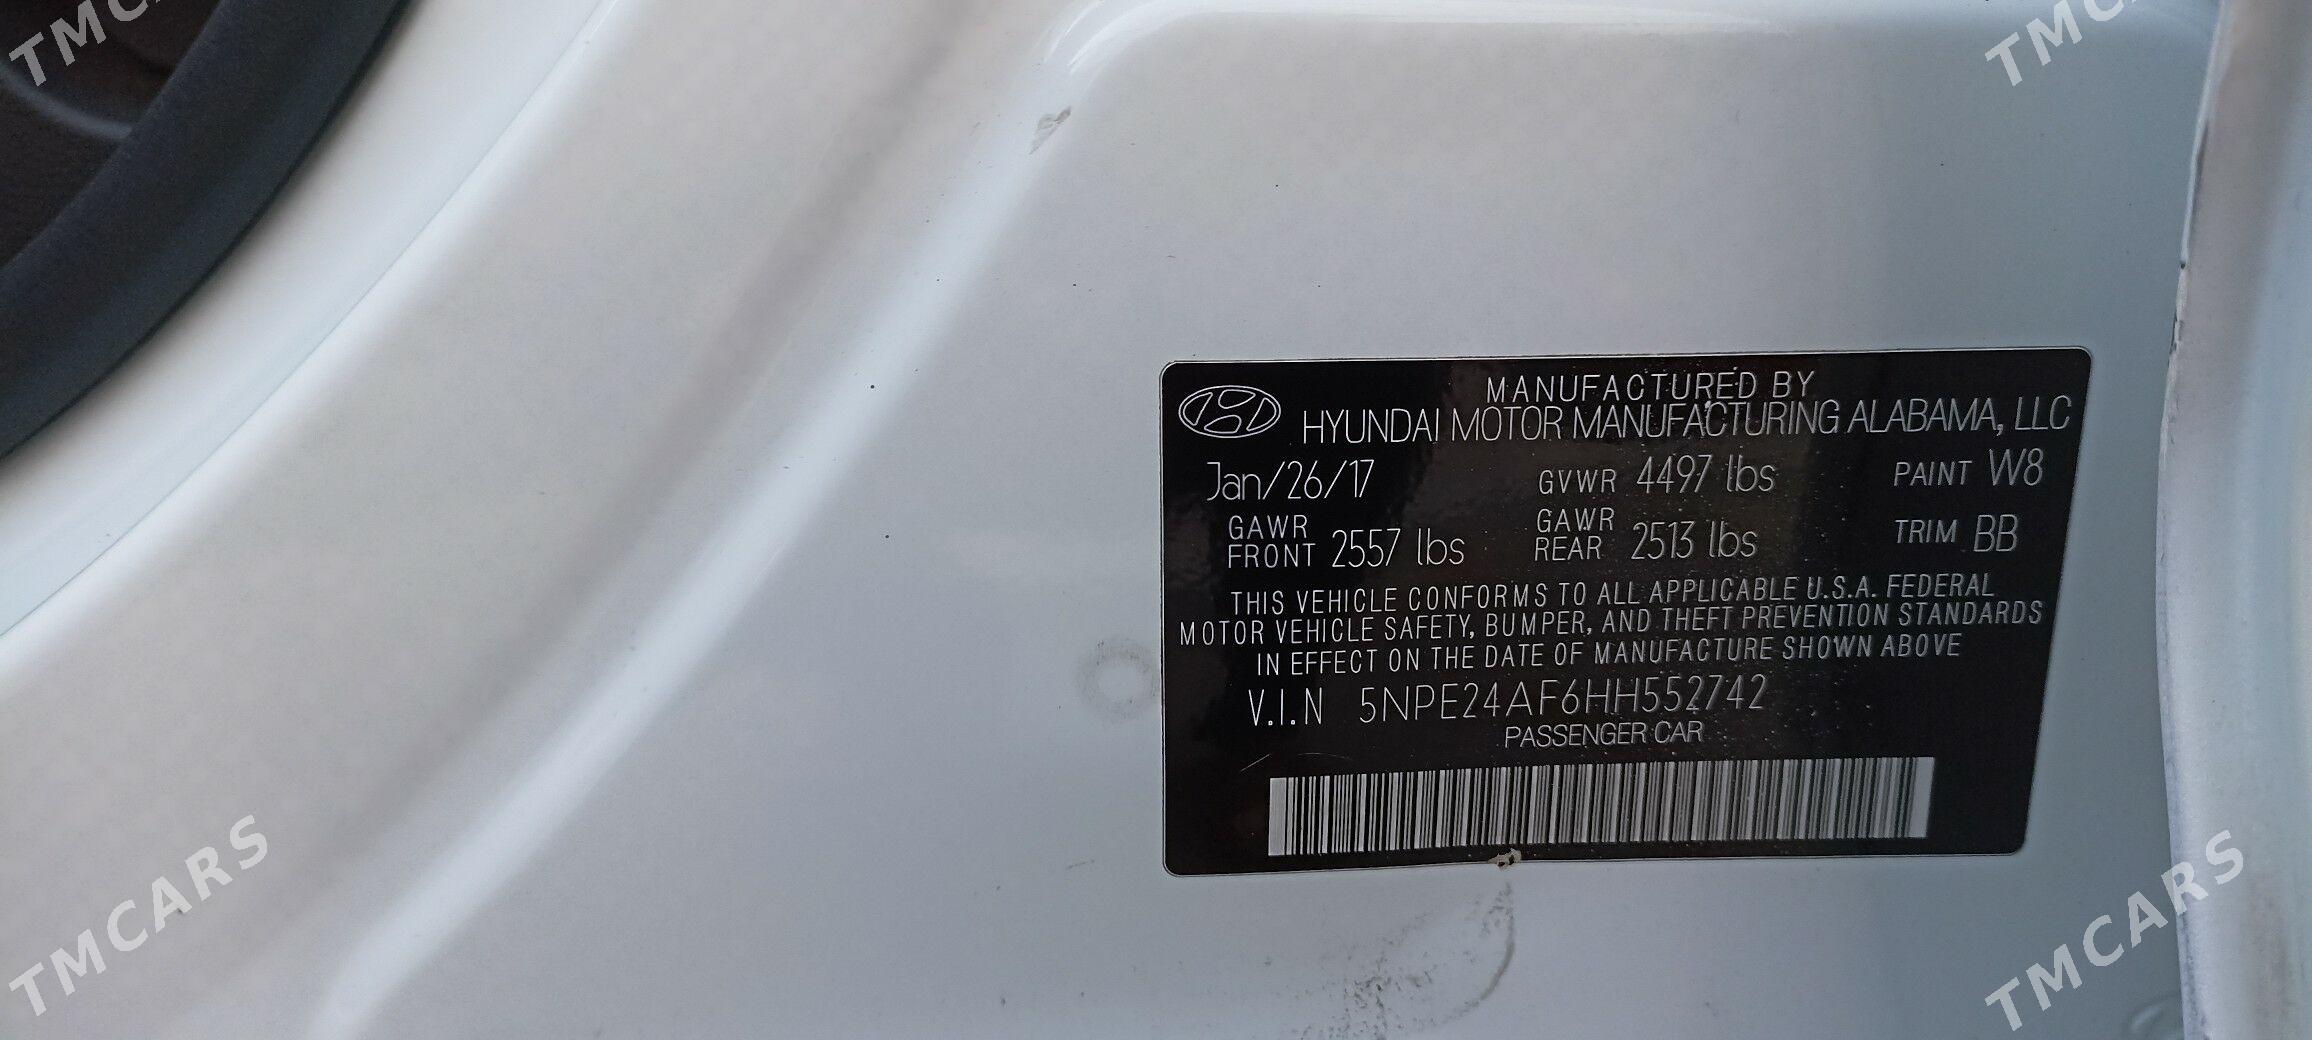 TMCARS
TMCARS
MANUFACTURED BY
HYUNDAI MOTOR MANUFACTURING ALABAMA, LLC
Jan/26/17 GVWR 4497 lbs PAINT W8
GAWR FRONT 2557 lbs GAWR REAR 2513 lbs TRIM BB
THIS VEHICLE CONFORMS TO ALL APPLICABLE U.S.A. FEDERAL
MOTOR VEHICLE SAFETY, BUMPER, AND THEFT PREVENTION STANDARDS
IN EFFECT ON THE DATE OF MANUFACTURE SHOWN ABOVE
V.I.N 5NPE24AF6HH552742
PASSENGER CAR
TMCARS
TMCARS